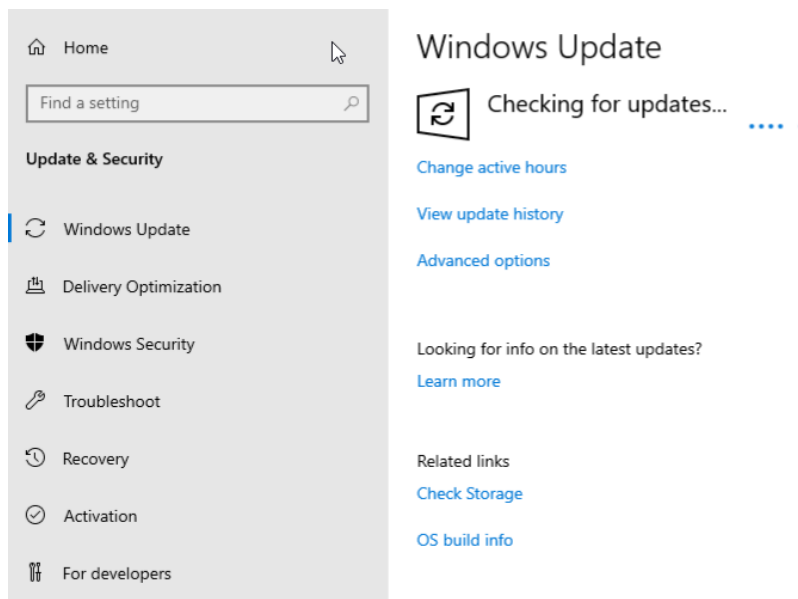 Home
Find a setting
Update & Security
Windows Update
Delivery Optimization
Windows Security
Troubleshoot
Recovery
Activation
For developers
Windows Update
Checking for updates...
Change active hours
View update history
Advanced options
Looking for info on the latest updates?
Learn more
Related links
Check Storage
OS build info